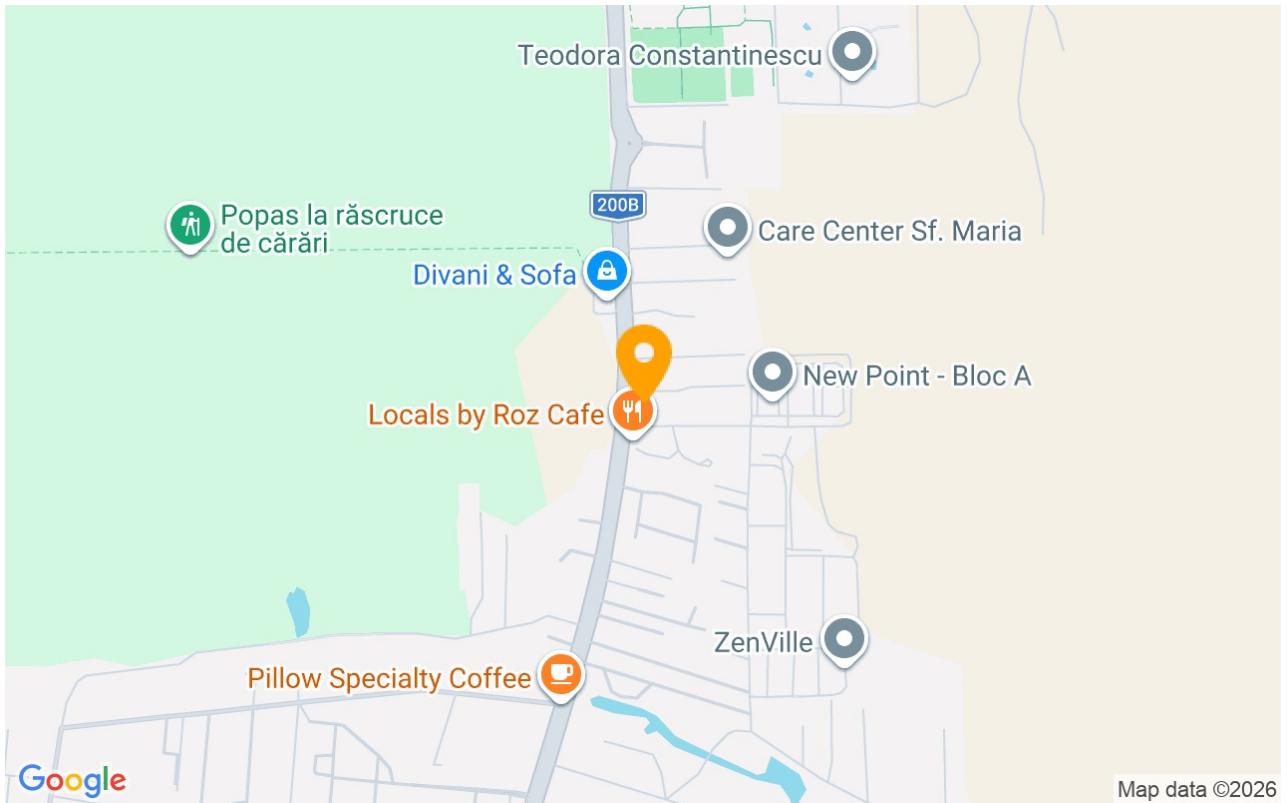 Teodora Constantinescu
200B
Popas la răscruce
de cărări
Care Center Sf. Maria
Divani & Sofa
New Point - Bloc A
Locals by Roz Cafe
ZenVille
Pillow Specialty Coffee
Google
Map data ©2026